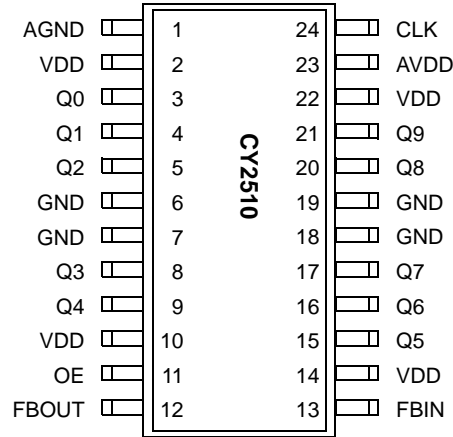 AGND 1 24 CLK
VDD 2 23 AVDD
Q0 3 22 VDD
Q1 4 21 Q9
Q2 5 20 Q8
GND 6 19 GND
GND 7 18 GND
Q3 8 17 Q7
Q4 9 16 Q6
VDD 10 15 Q5
OE 11 14 VDD
FBOUT 12 13 FBIN
CY2510